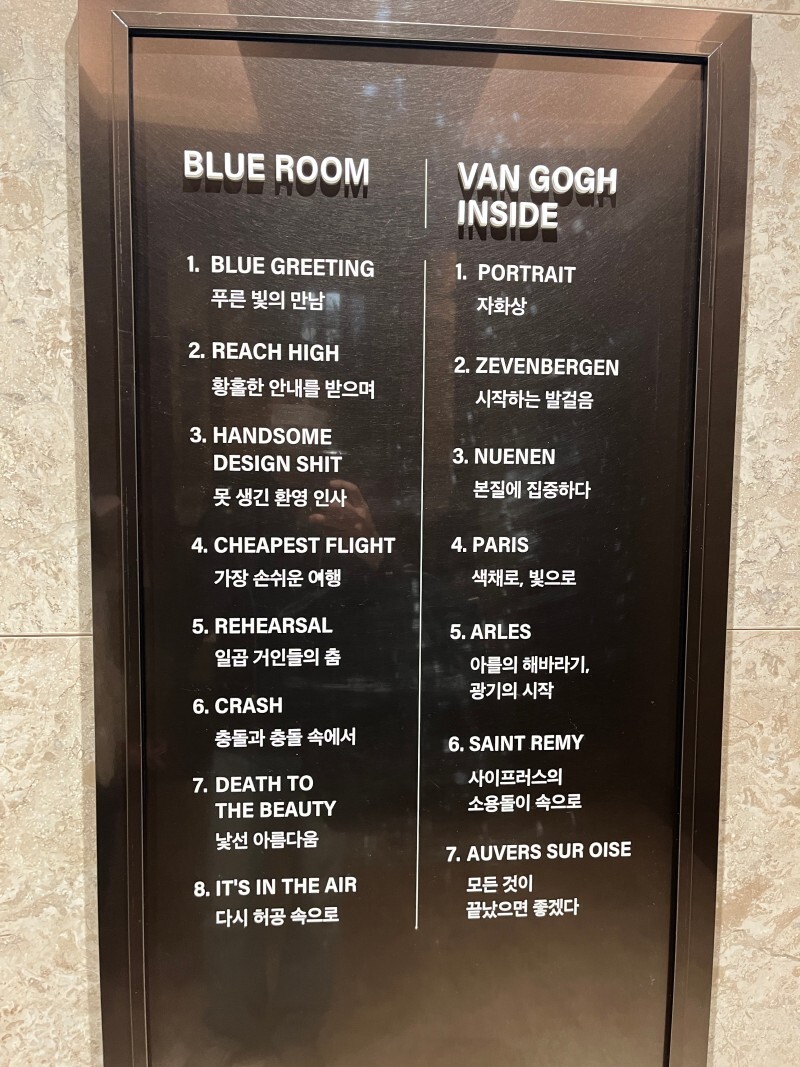 BLUE ROOM
1. BLUE GREETING
푸른 빛의 만남
2. REACH HIGH
황홀한 안내를 받으며
3. HANDSOME
DESIGN SHIT
못 생긴 환영 인사
4. CHEAPEST FLIGHT
가장 손쉬운 여행
5. REHEARSAL
일곱 거인들의 춤
6. CRASH
충돌과 충돌 속에서
7. DEATH TO
THE BEAUTY
낯선 아름다움
8. IT'S IN THE AIR
다시 허공 속으로
VAN GOGH
INSIDE
1. PORTRAIT
자화상
2. ZEVENBERGEN
시작하는 발걸음
3. NUENEN
본질에 집중하다
4. PARIS
색채로, 빛으로
5. ARLES
아를의 해바라기,
광기의 시작
6. SAINT REMY
사이프러스의
소용돌이 속으로
7. AUVERS SUR OISE
모든 것이
끝났으면 좋겠다